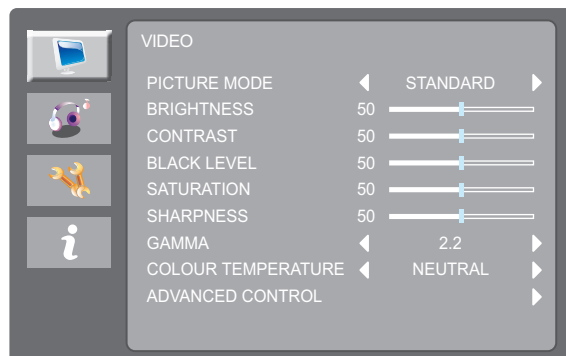 VIDEO
PICTURE MODE STANDARD
BRIGHTNESS 50
CONTRAST 50
BLACK LEVEL 50
SATURATION 50
SHARPNESS 50
GAMMA 2.2
COLOUR TEMPERATURE NEUTRAL
ADVANCED CONTROL